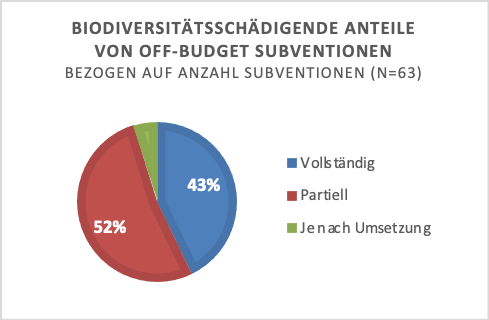 BIODIVERSITÄTSSCHÄDIGENDE ANTEILE
VON OFF-BUDGET SUBVENTIONEN
BEZOGEN AUF ANZAHL SUBVENTIONEN (N=63)
43%
52%
Vollständig
Partiell
Je nach Umsetzung